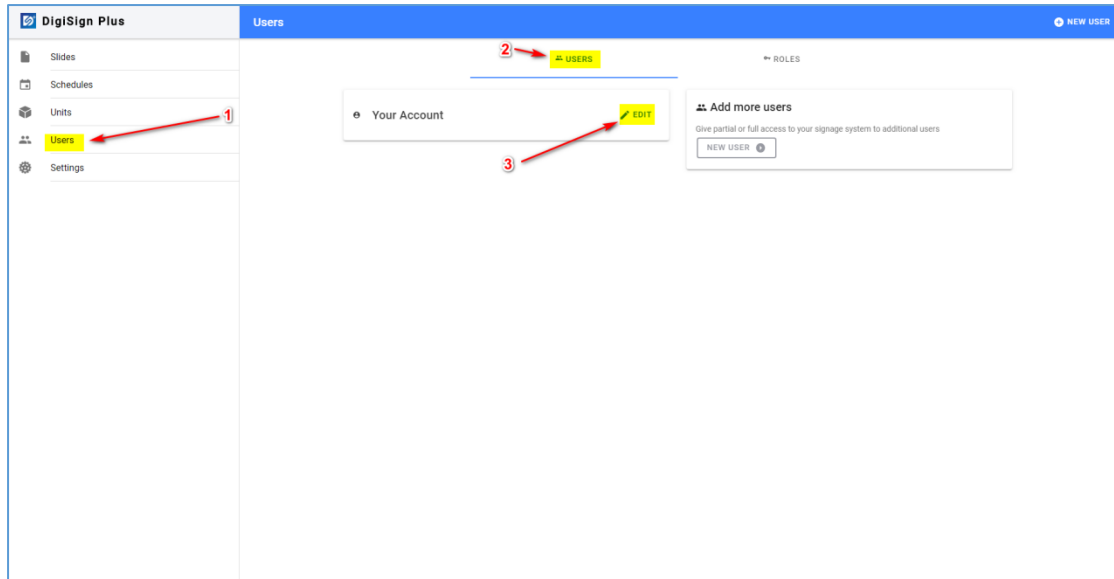 DigiSign Plus
Users
NEW USER
Slides
Schedules
Units
Users
Settings
1
2
USERS
ROLES
Your Account
EDIT
3
Add more users
Give partial or full access to your signage system to additional users
NEW USER